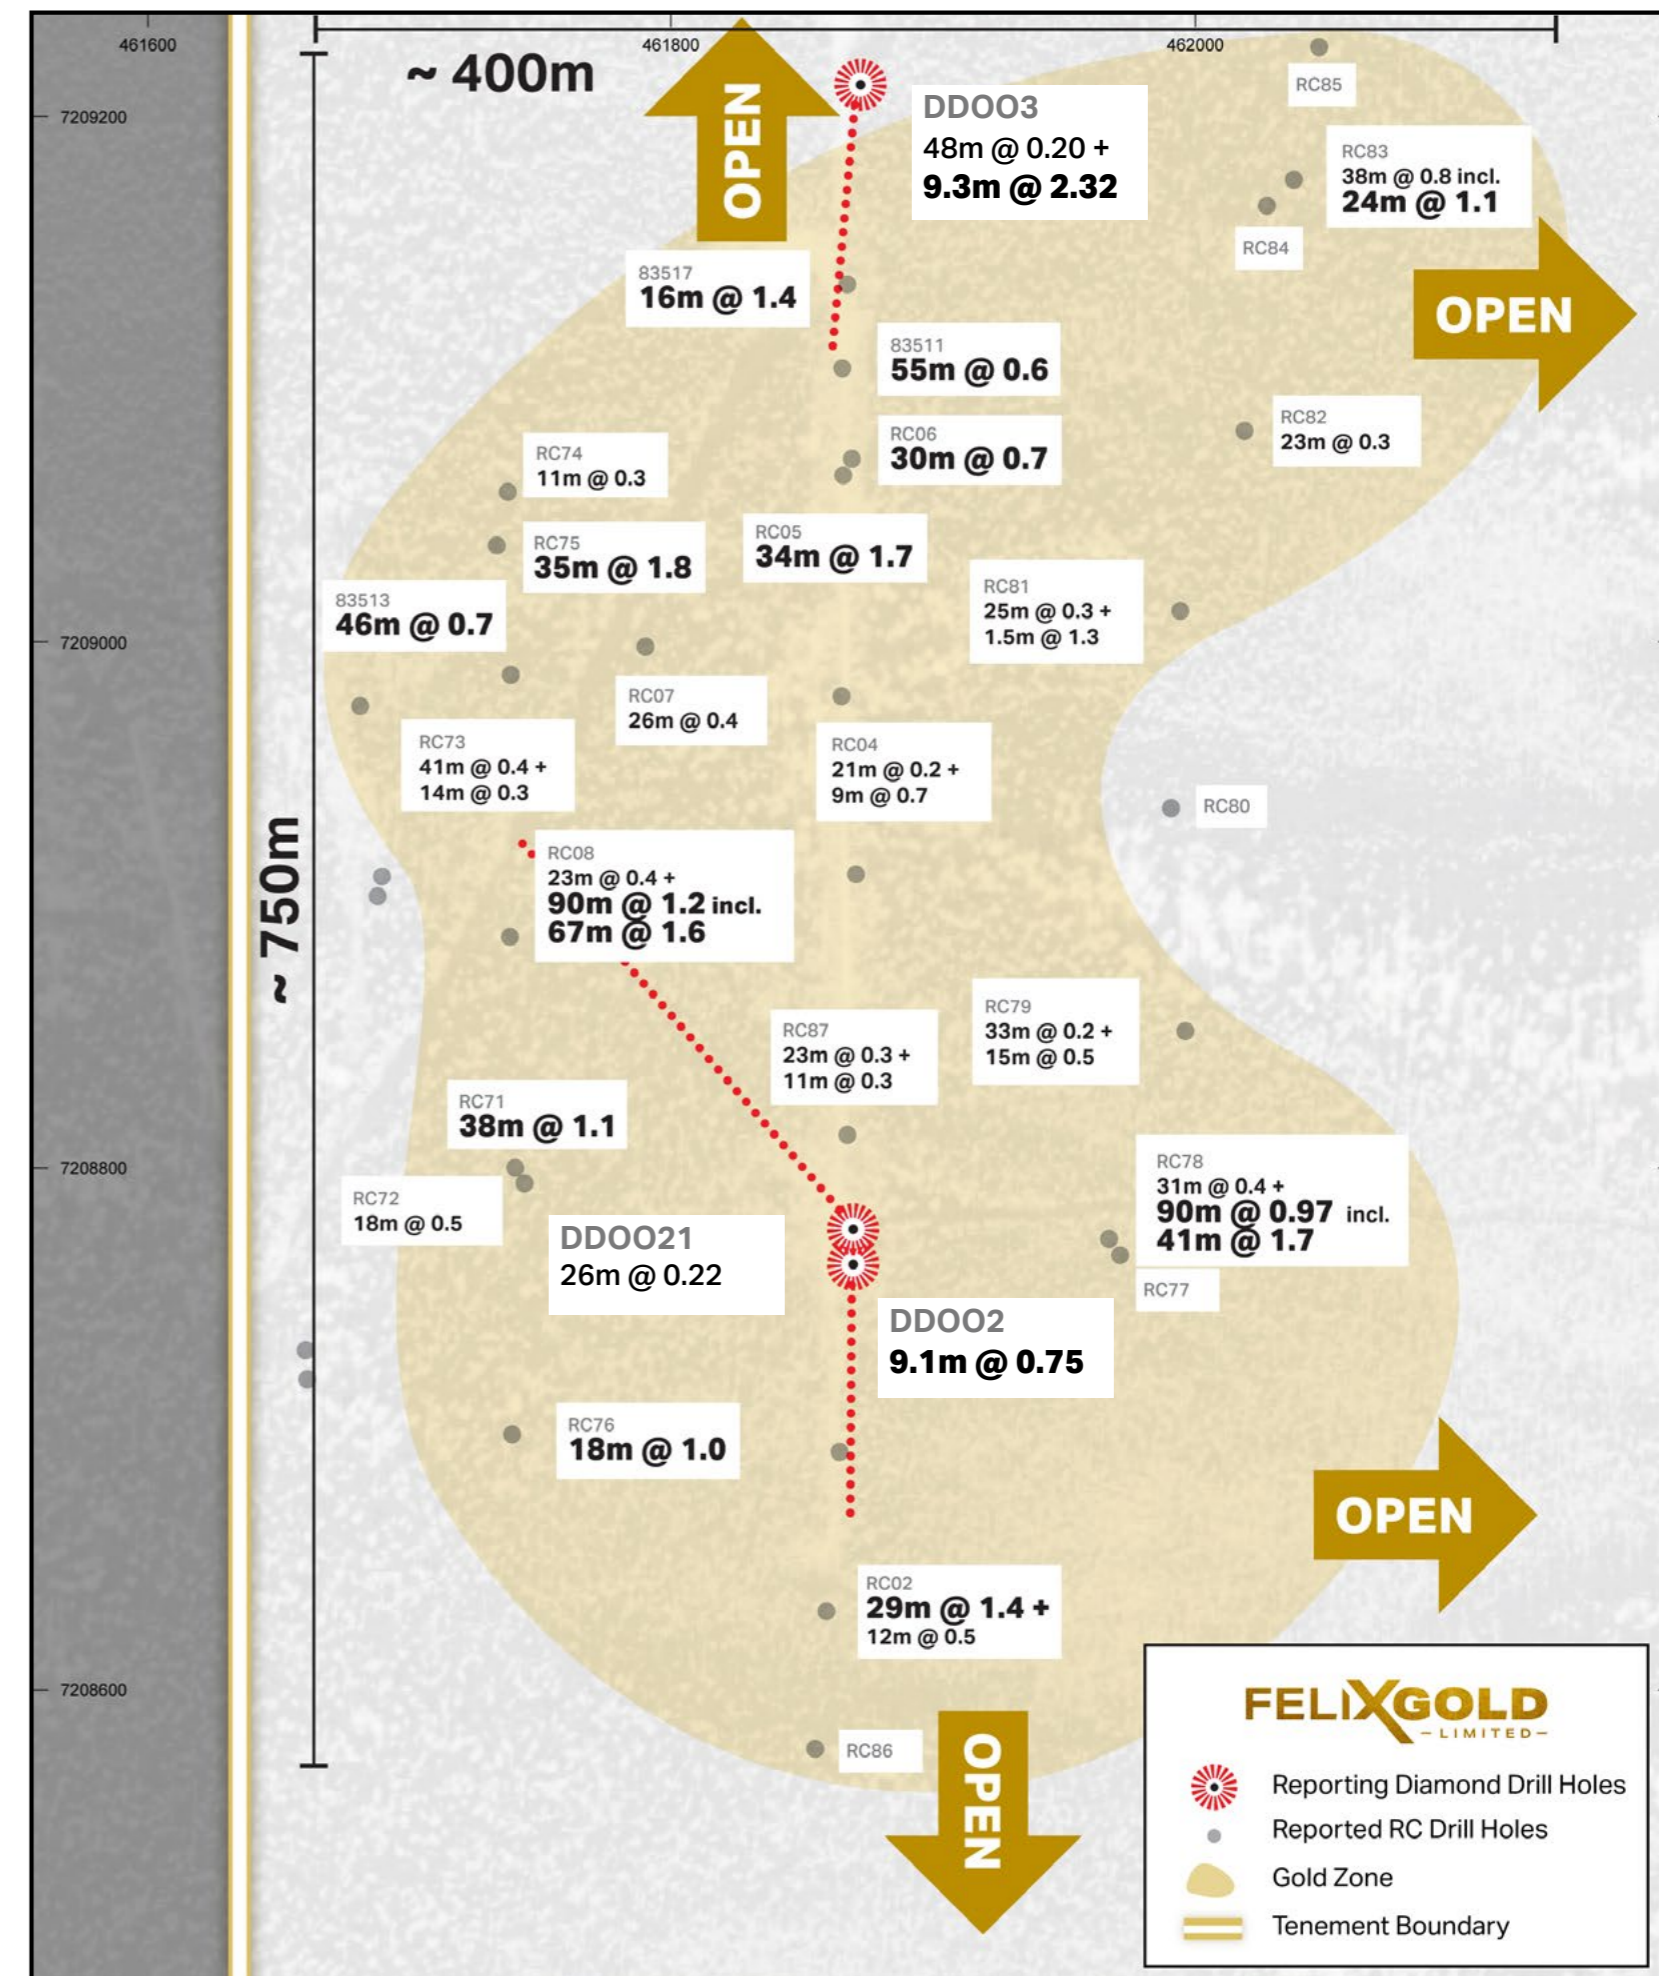 461600
461800
462000
~ 400m
OPEN
RC85
7209200
DDOO3
48m @ 0.20 +
9.3m @ 2.32
RC83
38m @ 0.8 incl.
24m @ 1.1
RC84
83517
16m @ 1.4
OPEN
83511
55m @ 0.6
RC82
23m @ 0.3
RC06
30m @ 0.7
RC74
11m @ 0.3
RC75
35m @ 1.8
RC05
34m @ 1.7
RC81
25m @ 0.3 +
1.5m @ 1.3
83513
46m @ 0.7
7209000
RC07
26m @ 0.4
RC73
41m @ 0.4 +
14m @ 0.3
RC04
21m @ 0.2 +
9m @ 0.7
RC80
~ 750m
RC08
23m @ 0.4 +
90m @ 1.2 incl.
67m @ 1.6
RC79
33m @ 0.2 +
15m @ 0.5
RC87
23m @ 0.3 +
11m @ 0.3
RC71
38m @ 1.1
7208800
RC72
18m @ 0.5
RC78
31m @ 0.4 +
90m @ 0.97 incl.
41m @ 1.7
DDOO21
26m @ 0.22
RC77
DDOO2
9.1m @ 0.75
RC76
18m @ 1.0
OPEN
RC02
29m @ 1.4 +
12m @ 0.5
7208600
RC86
OPEN
FELIXGOLD
LIMITED
Reporting Diamond Drill Holes
Reported RC Drill Holes
Gold Zone
Tenement Boundary